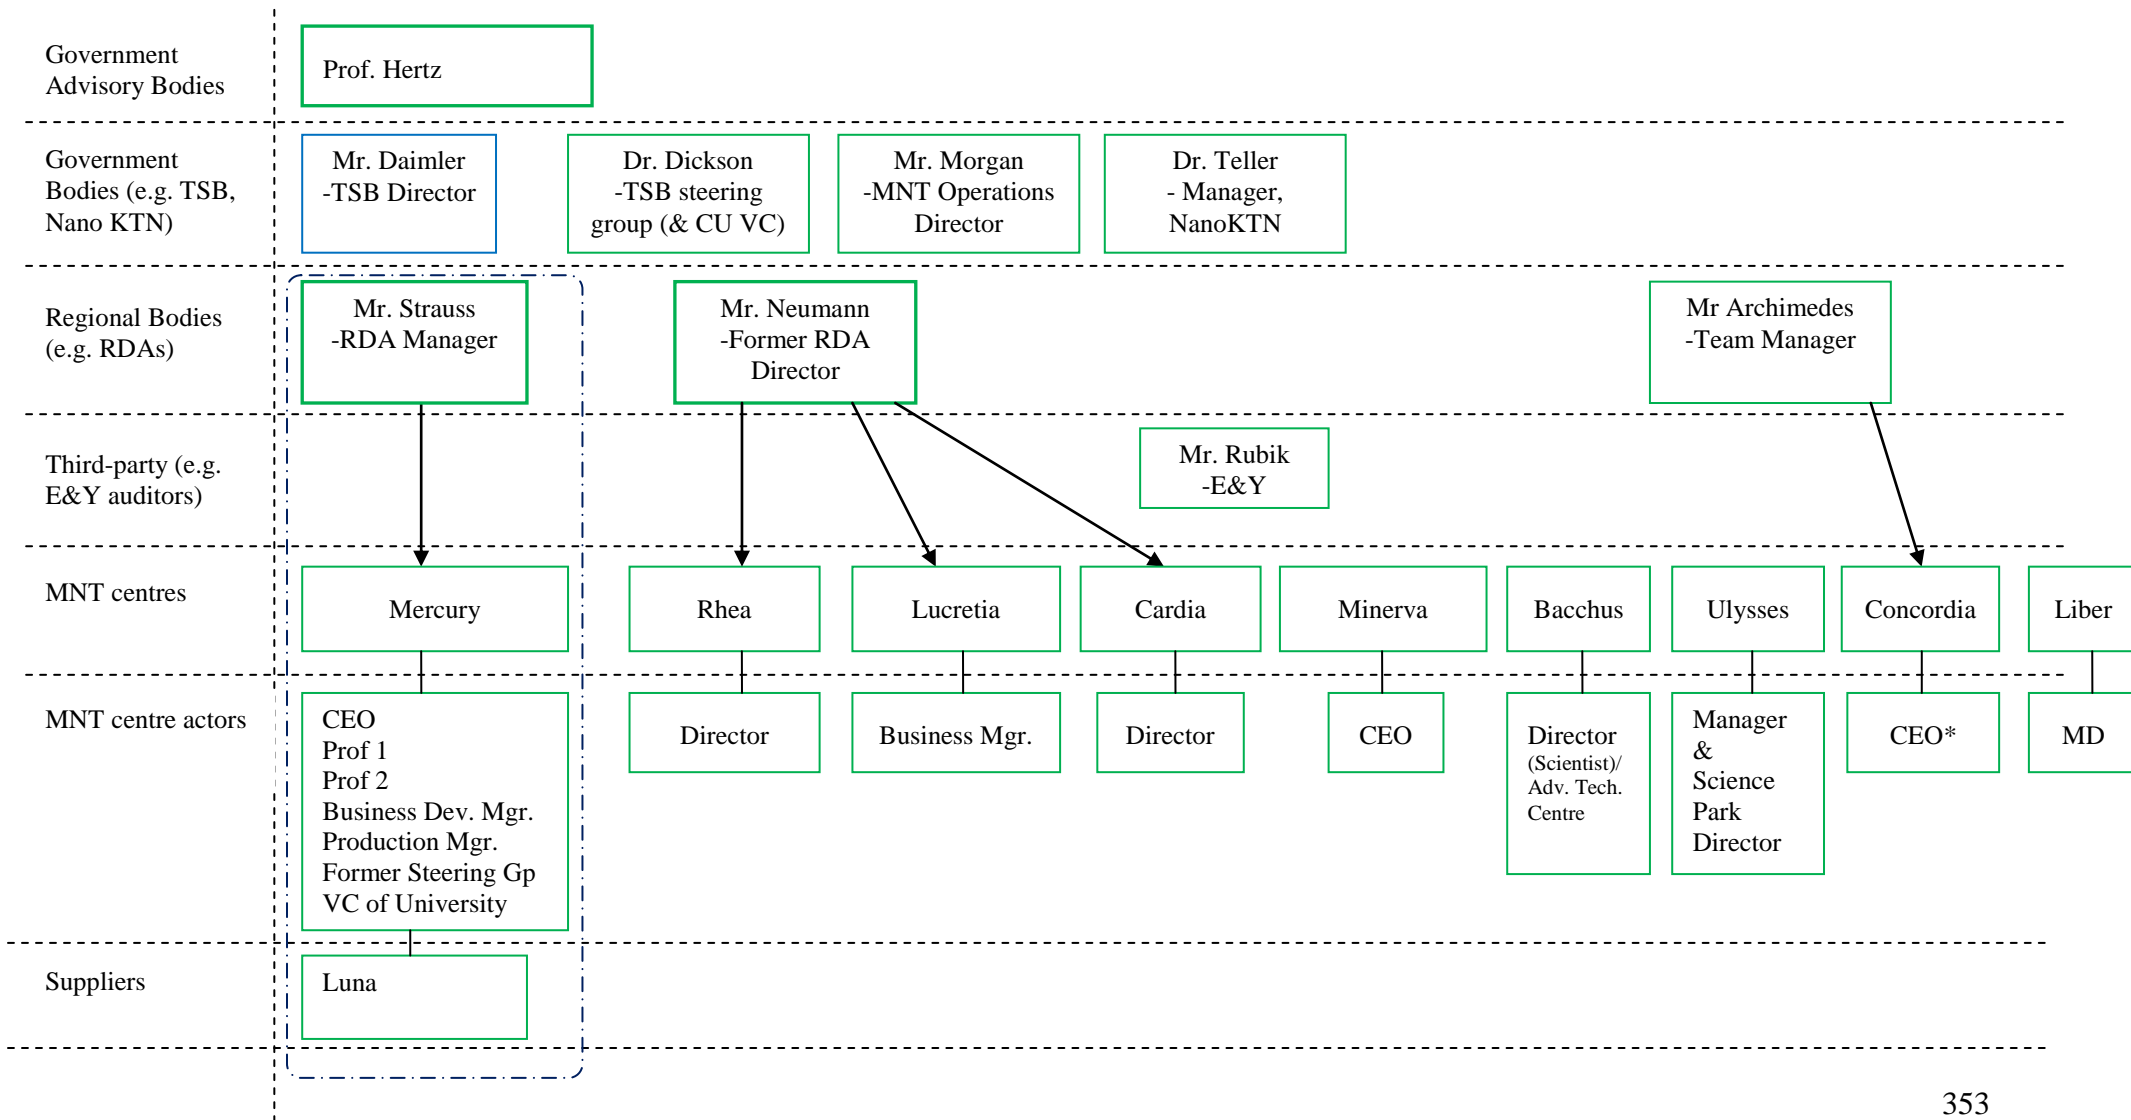 Government
Advisory Bodies
Prof. Hertz
Government
Bodies (e.g. TSB,
Nano KTN)
Mr. Daimler
-TSB Director
Dr. Dickson
-TSB steering
group (& CU VC)
Mr. Morgan
-MNT Operations
Director
Dr. Teller
- Manager,
NanoKTN
Regional Bodies
(e.g. RDAs)
Mr. Strauss
-RDA Manager
Mr. Neumann
-Former RDA
Director
Mr Archimedes
-Team Manager
Third-party (e.g.
E&Y auditors)
Mr. Rubik
-E&Y
MNT centres
Mercury
Rhea
Lucretia
Cardia
Minerva
Bacchus
Ulysses
Concordia
Liber
MNT centre actors
CEO
Prof 1
Prof 2
Business Dev. Mgr.
Production Mgr.
Former Steering Gp
VC of University
Director
Business Mgr.
Director
CEO
Director
(Scientist)/
Adv. Tech.
Centre
Manager
&
Science
Park
Director
CEO*
MD
Suppliers
Luna
353